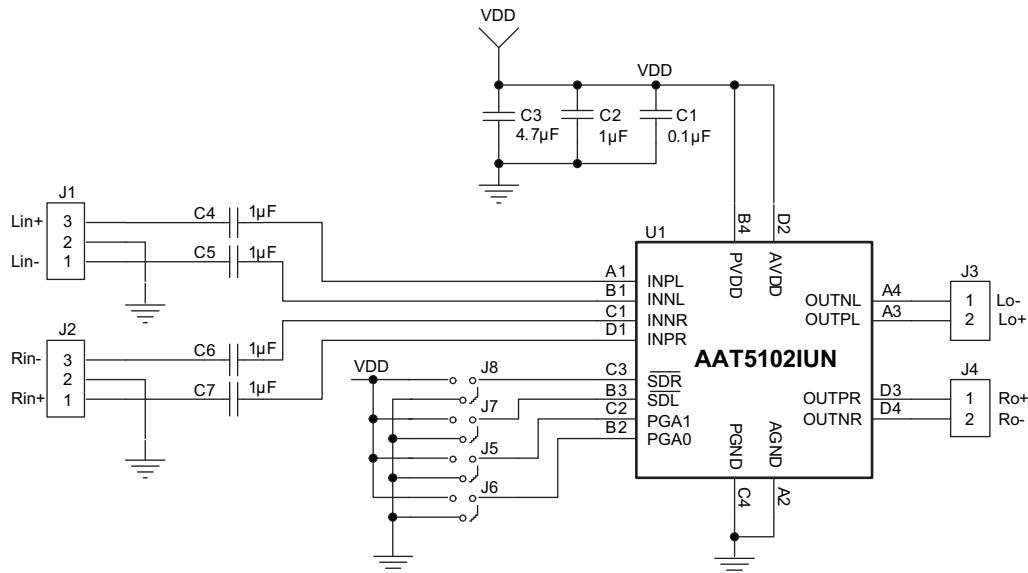 VDD
VDD
C3
4.7µF
C2
1µF
C1
0.1µF
J1
Lin+
3
2
Lin-
1
C4
1µF
C5
1µF
J2
Rin-
3
2
Rin+
1
C6
1µF
C7
1µF
VDD
J8
J7
J5
J6
U1
B4
D2
PVDD
AVDD
A1
INPL
B1
INNL
C1
INNR
D1
INPR
AAT5102IUN
C3
SDR
B3
SDL
C2
PGA1
B2
PGA0
OUTNL
A4
OUTPL
A3
OUTPR
D3
OUTNR
D4
PGND
AGND
C4
A2
J3
1
Lo-
2
Lo+
J4
1
Ro+
2
Ro-